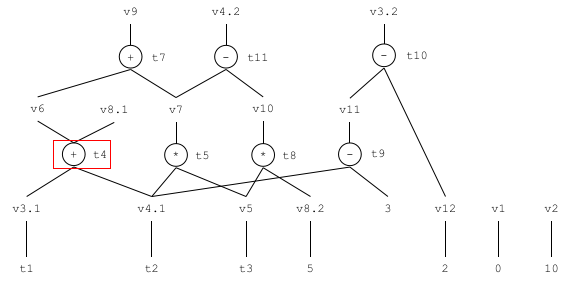 v9 v4.2 v3.2
+ t7 - t11 - t10
v6 v8.1 v7 v10 v11
+ t4 * t5 * t8 - t9
v3.1 v4.1 v5 v8.2 3 v12 v1 v2
t1 t2 t3 5 2 0 10